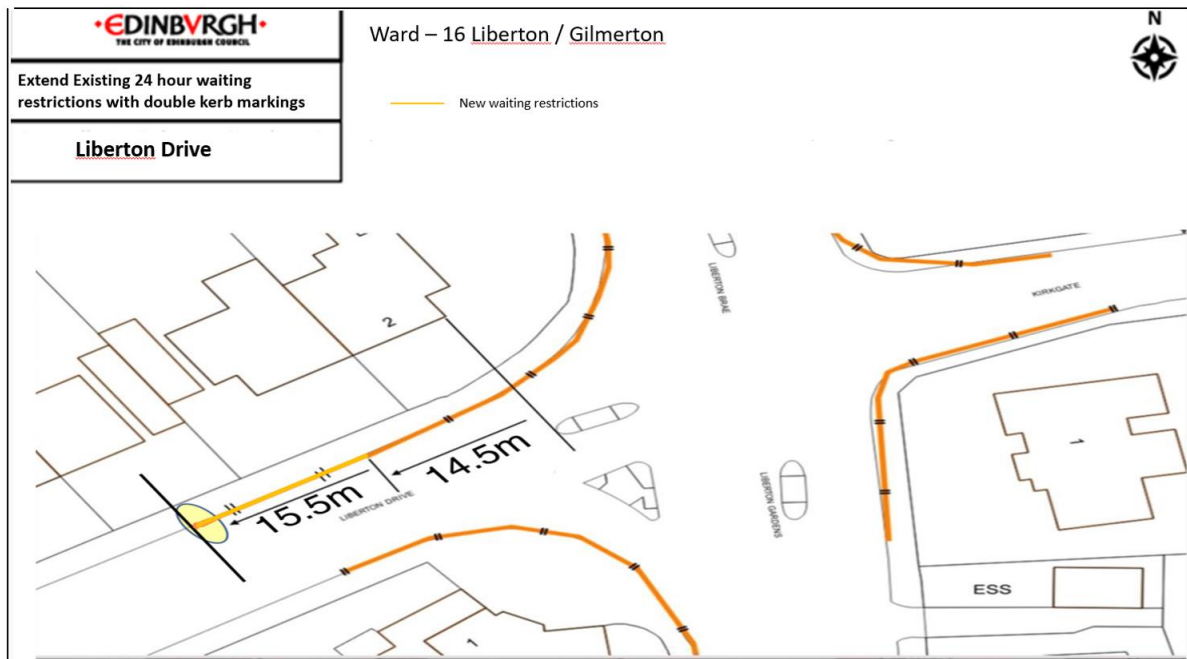 EDINBVRGH
THE CITY OF EDINBURGH COUNCIL
Ward – 16 Liberton / Gilmerton
N
Extend Existing 24 hour waiting
restrictions with double kerb markings
New waiting restrictions
Liberton Drive
LIBERTON BRAE
KIRKGATE
2
14.5m
15.5m
LIBERTON DRIVE
LIBERTON GARDENS
1
ESS
1